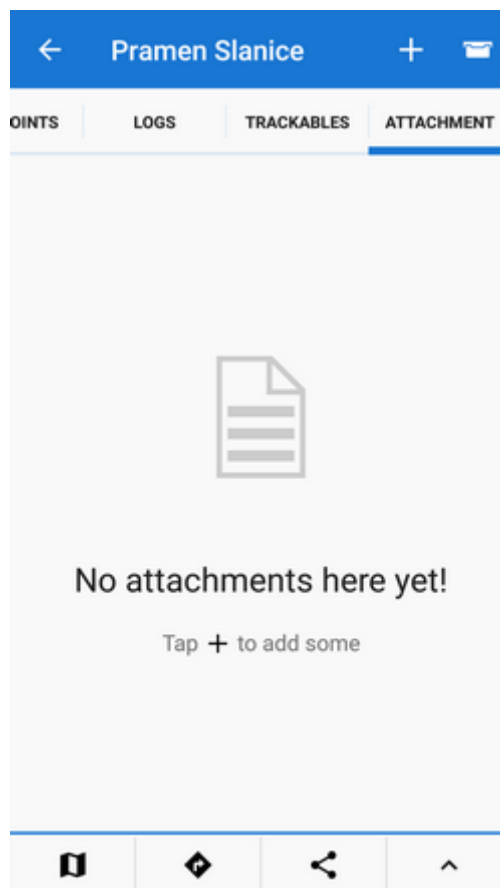 Pramen Slanice
OINTS LOGS TRACKABLES ATTACHMENT
No attachments here yet!
Tap + to add some